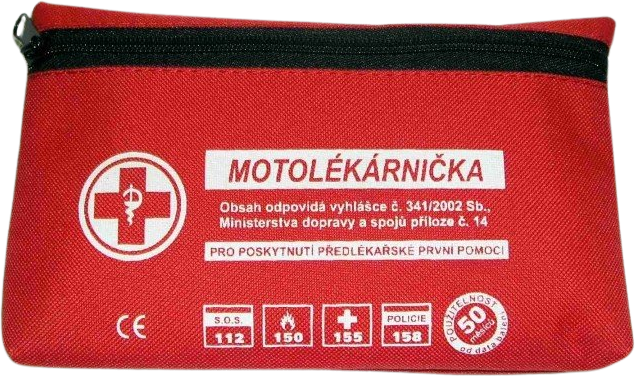 MOTOLÉKÁRNIČKA
Obsah odpovídá vyhlášce č. 341/2002 Sb.,
Ministerstva dopravy a spojů příloze č. 14
PRO POSKYTNUTÍ PŘEDLÉKAŘSKÉ PRVNÍ POMOCI
CE
S.O.S.
112
150
155
POLICIE
158
POUŽITELNOST
50
měsíců
od data balení